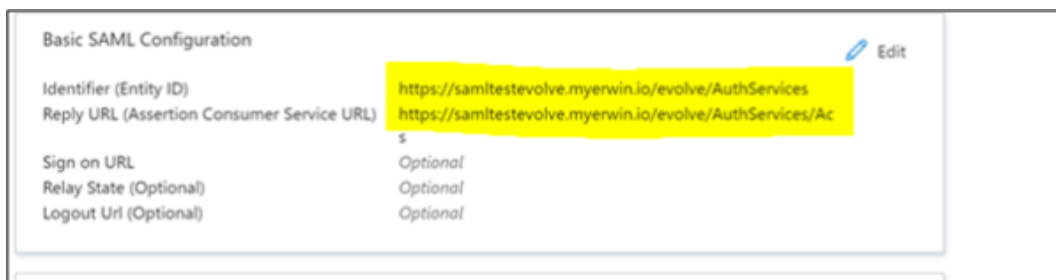 Basic SAML Configuration
Edit
Identifier (Entity ID) https://samltestevolve.myerwin.io/evolve/AuthServices
Reply URL (Assertion Consumer Service URL) https://samltestevolve.myerwin.io/evolve/AuthServices/Ac
s
Sign on URL Optional
Relay State (Optional) Optional
Logout Url (Optional) Optional